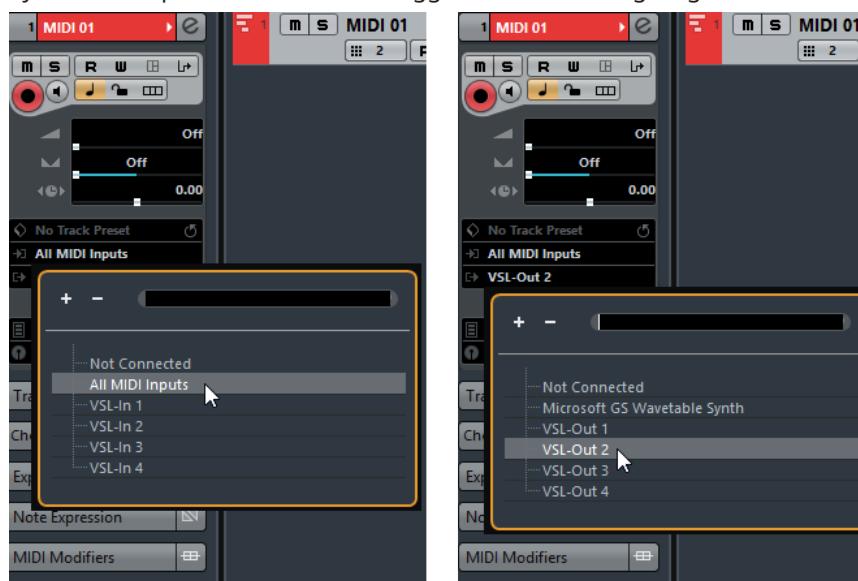 1 MIDI 01
1 m S MIDI 01
2
m S R W
Off
Off
0.00
No Track Preset
All MIDI Inputs
+ −
Not Connected
All MIDI Inputs
VSL-In 1
VSL-In 2
VSL-In 3
VSL-In 4
Note Expression
MIDI Modifiers
1 MIDI 01
1 m S MIDI 01
2
m S R W
Off
Off
0.00
No Track Preset
All MIDI Inputs
VSL-Out 2
+ −
Not Connected
Microsoft GS Wavetable Synth
VSL-Out 1
VSL-Out 2
VSL-Out 3
VSL-Out 4
MIDI Modifiers